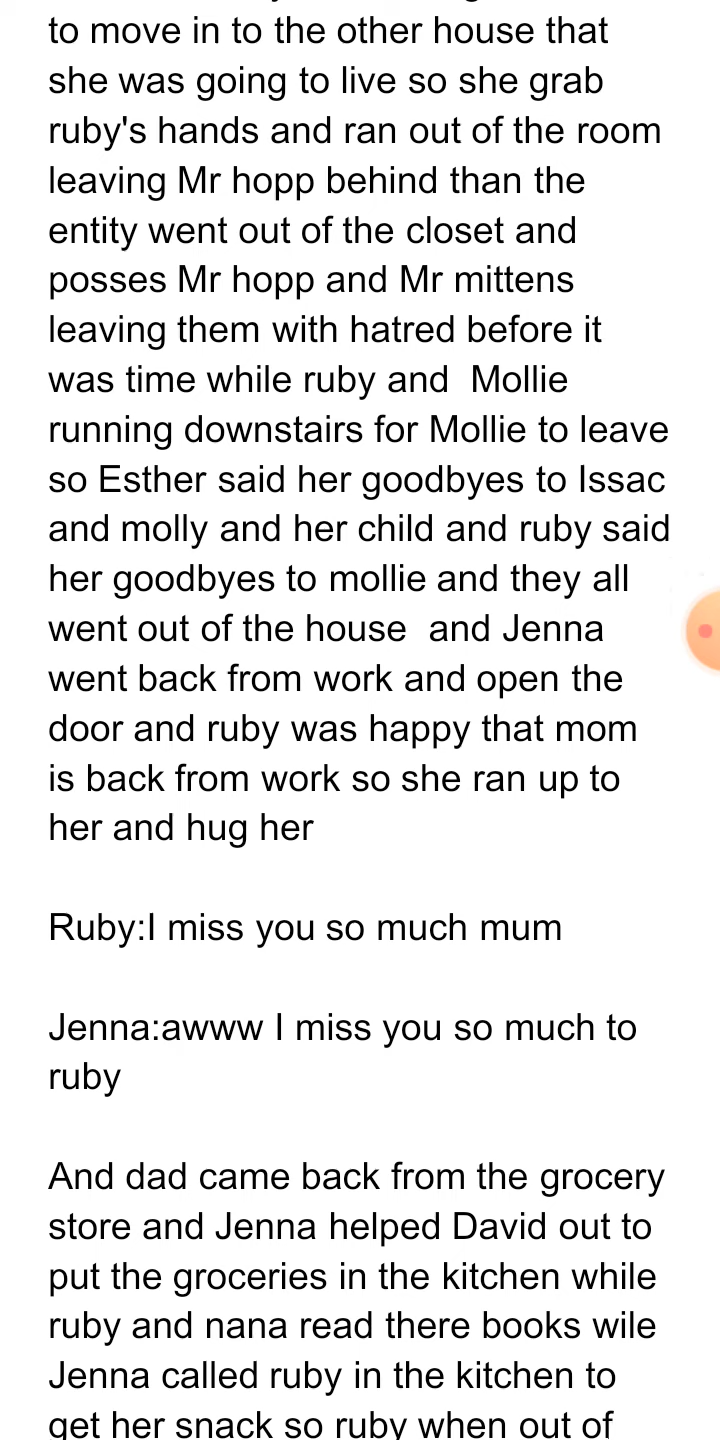 to move in to the other house that
she was going to live so she grab
ruby's hands and ran out of the room
leaving Mr hopp behind than the
entity went out of the closet and
posses Mr hopp and Mr mittens
leaving them with hatred before it
was time while ruby and  Mollie
running downstairs for Mollie to leave
so Esther said her goodbyes to Issac
and molly and her child and ruby said
her goodbyes to mollie and they all
went out of the house  and Jenna
went back from work and open the
door and ruby was happy that mom
is back from work so she ran up to
her and hug her
Ruby:I miss you so much mum
Jenna:awww I miss you so much to
ruby
And dad came back from the grocery
store and Jenna helped David out to
put the groceries in the kitchen while
ruby and nana read there books wile
Jenna called ruby in the kitchen to
get her snack so ruby when out of